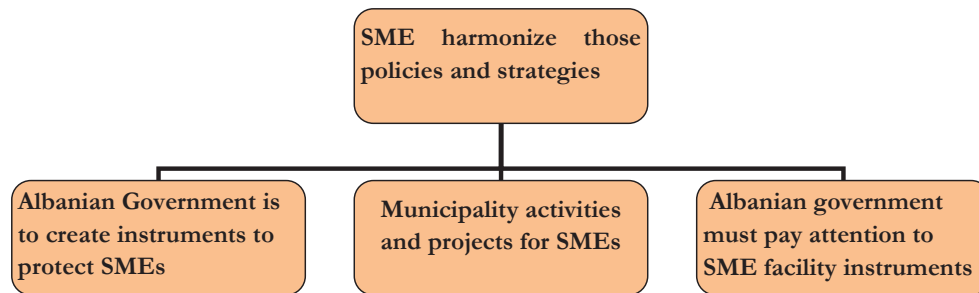 SME harmonize those
policies and strategies
Albanian Government is
to create instruments to
protect SMEs
Municipality activities
and projects for SMEs
Albanian government
must pay attention to
SME facility instruments